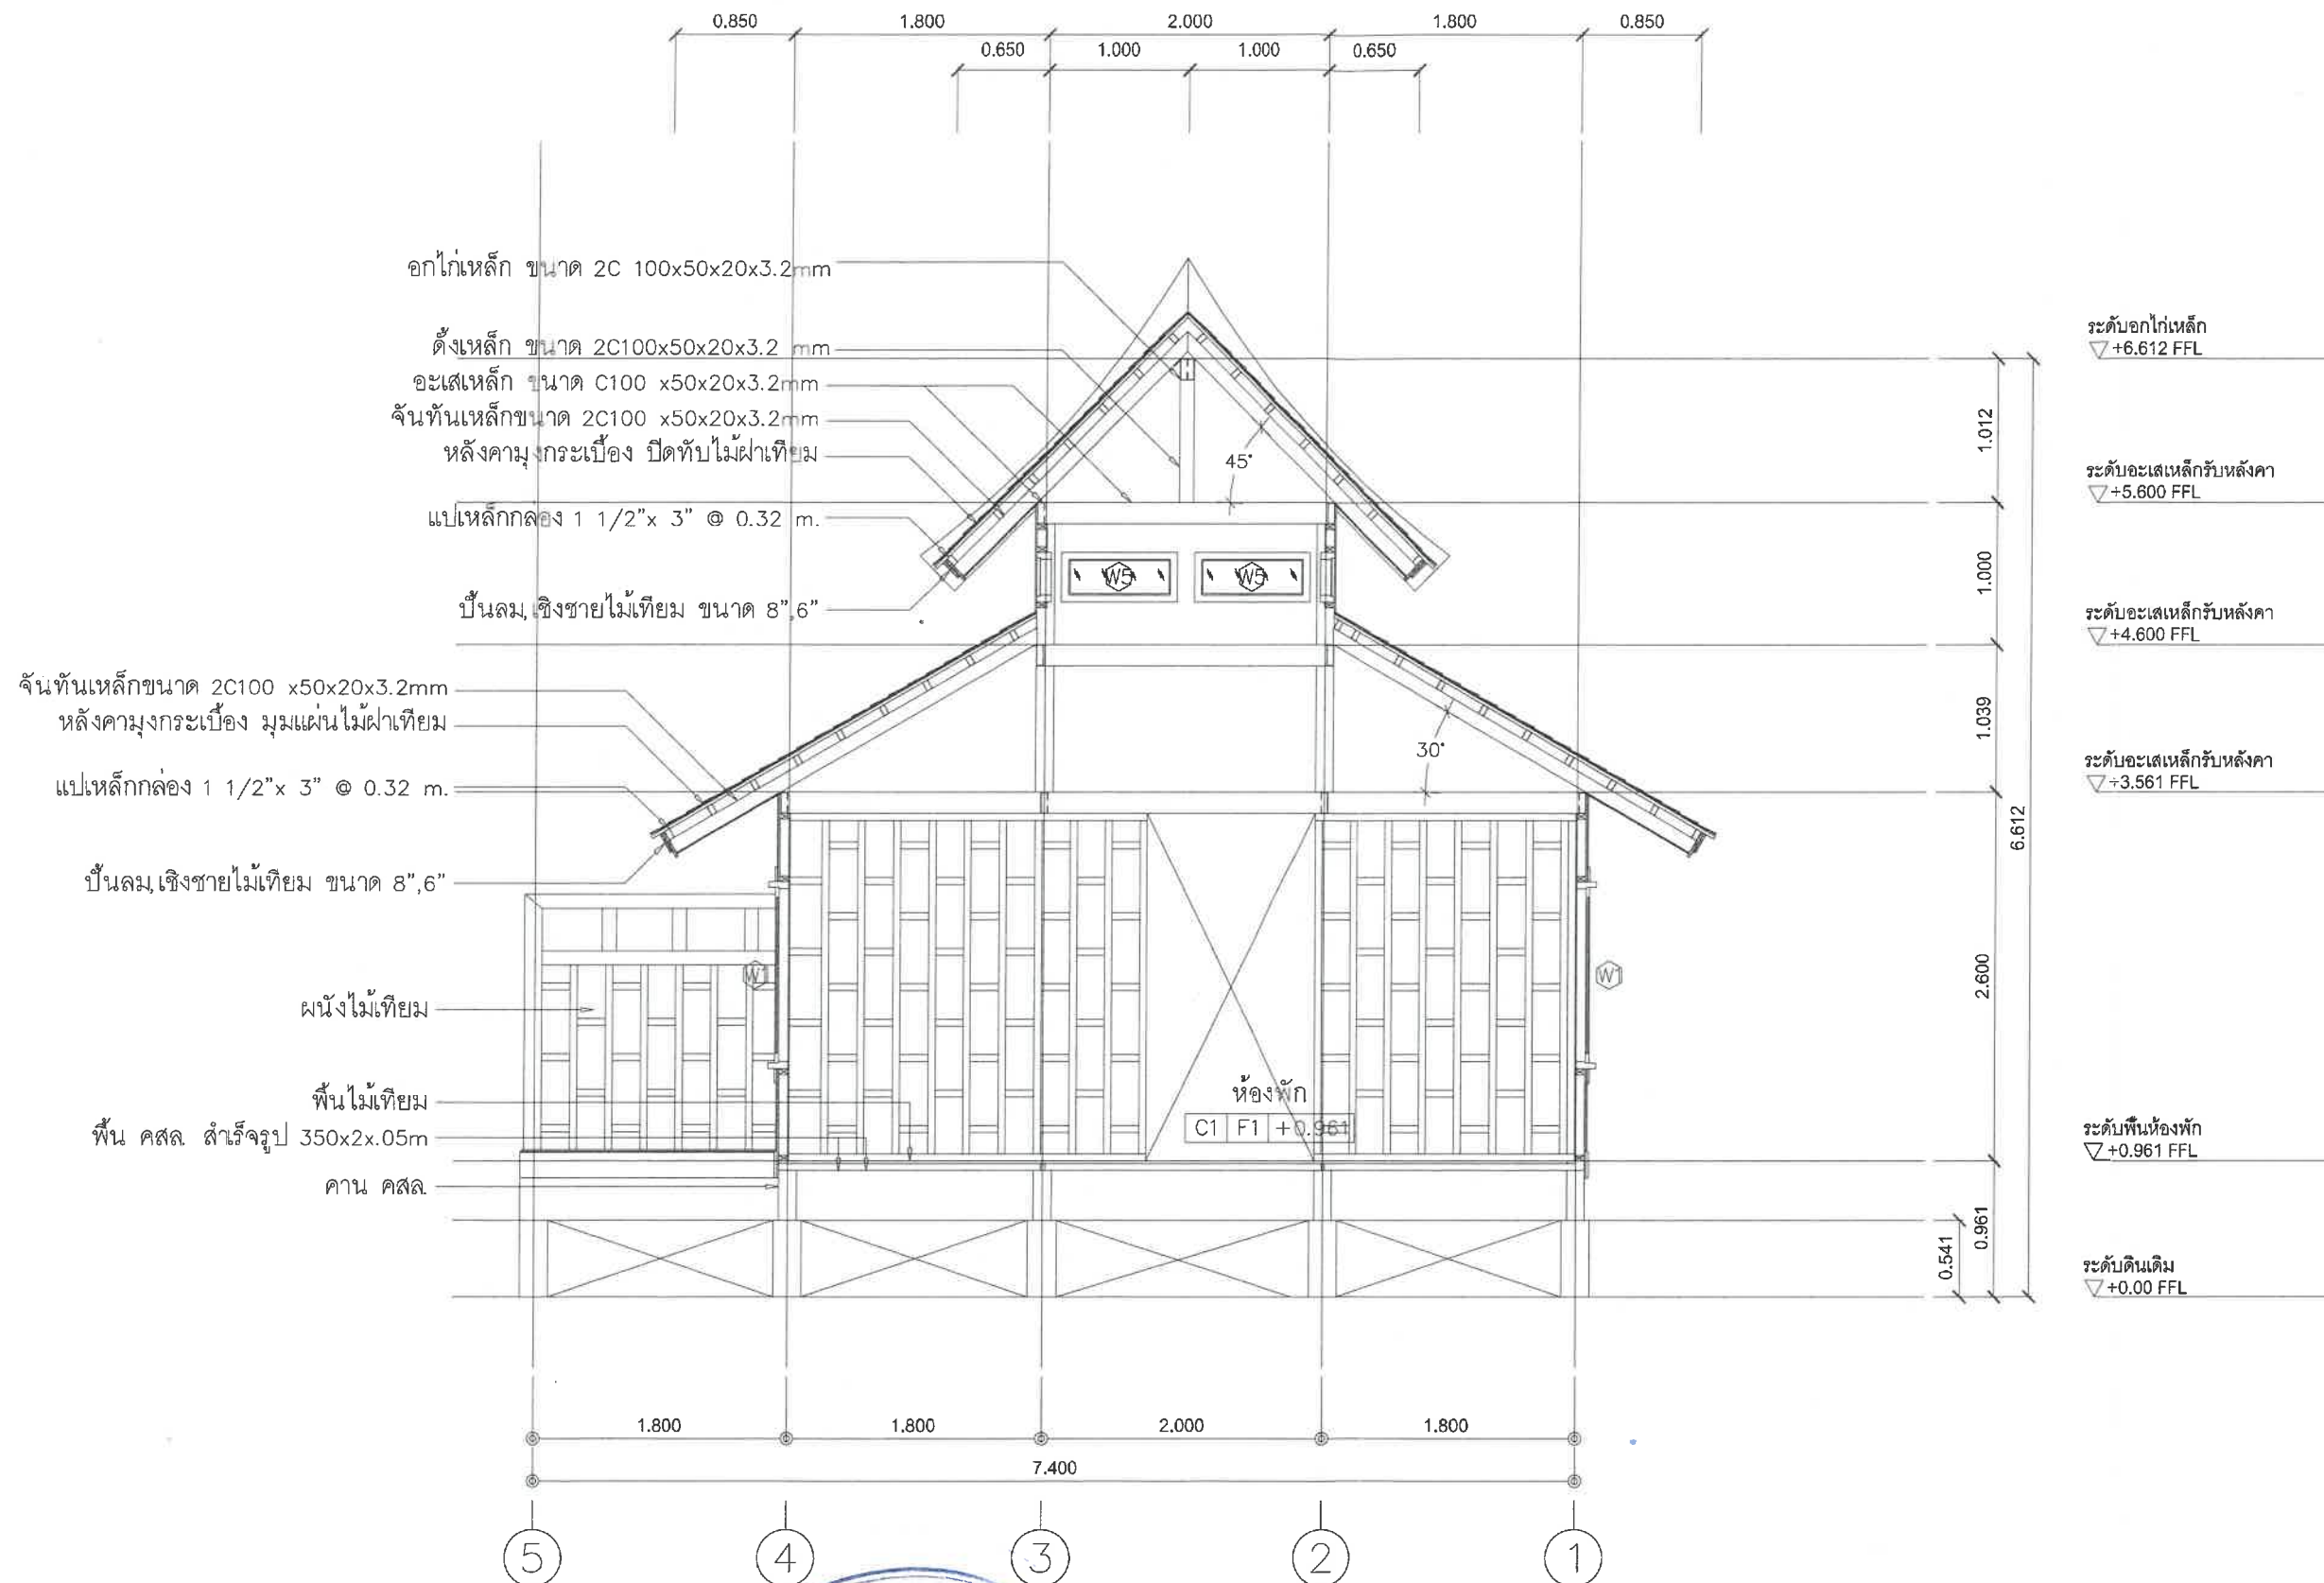 0.850 1.800 2.000 1.800 0.850
0.650 1.000 1.000 0.650
อกไก่เหล็ก ขนาด 2C 100x50x20x3.2mm
ดั้งเหล็ก ขนาด 2C100x50x20x3.2 mm
อะเสเหล็ก ขนาด C100 x50x20x3.2mm
จันทันเหล็กขนาด 2C100 x50x20x3.2mm
หลังคามุงกระเบื้อง ปิดทับไม้ฝาเทียม
แปเหล็กกล่อง 1 1/2"x 3" @ 0.32 m.
ปั้นลม,เชิงชายไม้เทียม ขนาด 8",6"
จันทันเหล็กขนาด 2C100 x50x20x3.2mm
หลังคามุงกระเบื้อง มุมแผ่นไม้ฝาเทียม
แปเหล็กกล่อง 1 1/2"x 3" @ 0.32 m.
ปั้นลม,เชิงชายไม้เทียม ขนาด 8",6"
ผนังไม้เทียม
พื้นไม้เทียม
พื้น คสล. สำเร็จรูป 350x2x.05m
คาน คสล.
45°
W5 W5
30°
W1 W1
ห้องพัก
C1 F1 +0.961
1.012
1.000
1.039
2.600
6.612
0.961
0.541
ระดับอกไก่เหล็ก
+6.612 FFL
ระดับอะเสเหล็กรับหลังคา
+5.600 FFL
ระดับอะเสเหล็กรับหลังคา
+4.600 FFL
ระดับอะเสเหล็กรับหลังคา
+3.561 FFL
ระดับพื้นห้องพัก
+0.961 FFL
ระดับดินเดิม
+0.00 FFL
1.800 1.800 2.000 1.800
7.400
5 4 3 2 1